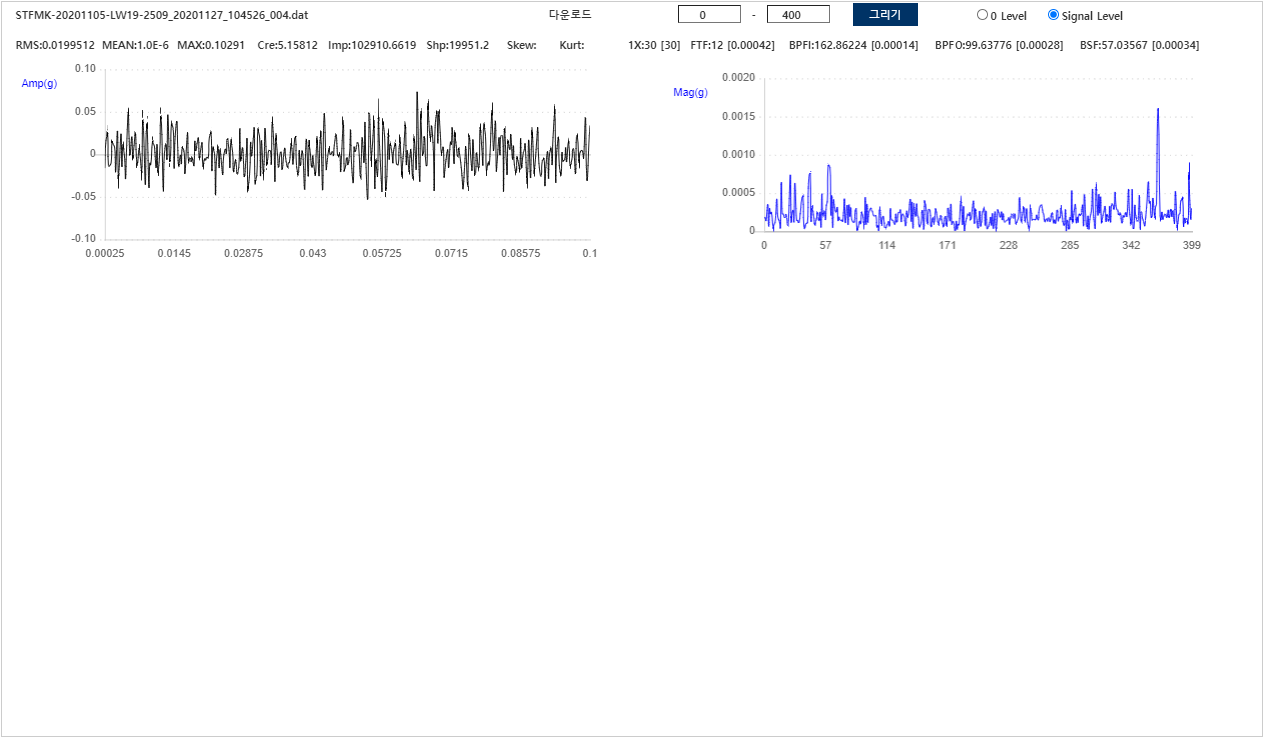 STFMK-20201105-LW19-2509_20201127_104526_004.dat 다운로드 0 - 400 그리기 0 Level Signal Level
RMS:0.0199512 MEAN:1.0E-6 MAX:0.10291 Cre:5.15812 Imp:102910.6619 Shp:19951.2 Skew: Kurt: 1X:30 [30] FTF:12 [0.00042] BPFI:162.86224 [0.00014] BPFO:99.63776 [0.00028] BSF:57.03567 [0.00034]
Amp(g)
0.10
0.05
0
-0.05
-0.10
0.00025 0.0145 0.02875 0.043 0.05725 0.0715 0.08575 0.1
Mag(g)
0.0020
0.0015
0.0010
0.0005
0
0 57 114 171 228 285 342 399